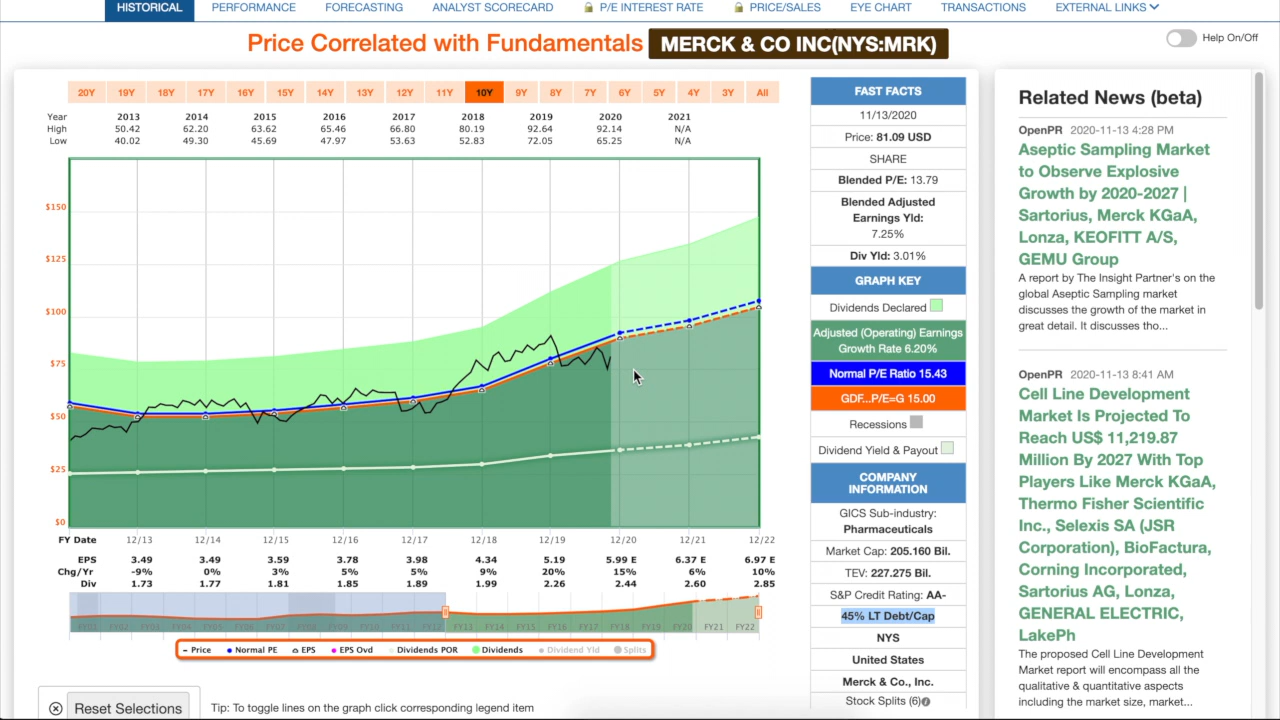 HISTORICAL PERFORMANCE FORECASTING ANALYST SCORECARD P/E INTEREST RATE PRICE/SALES EYE CHART TRANSACTIONS EXTERNAL LINKS
Price Correlated with Fundamentals MERCK & CO INC(NYS:MRK)
Help On/Off
20Y 19Y 18Y 17Y 16Y 15Y 14Y 13Y 12Y 11Y 10Y 9Y 8Y 7Y 6Y 5Y 4Y 3Y All
Year 2013 2014 2015 2016 2017 2018 2019 2020 2021
High 50.42 62.20 63.62 65.46 66.80 80.19 92.64 92.14 N/A
Low 40.02 49.30 45.69 47.97 53.63 52.83 72.05 65.25 N/A
$150
$125
$100
$75
$50
$25
$0
FY Date 12/13 12/14 12/15 12/16 12/17 12/18 12/19 12/20 12/21 12/22
EPS 3.49 3.49 3.59 3.78 3.98 4.34 5.19 5.99 E 6.37 E 6.97 E
Chg/Yr -9% 0% 3% 5% 5% 9% 20% 15% 6% 10%
Div 1.73 1.77 1.81 1.85 1.89 1.99 2.26 2.44 2.60 2.85
FY01 FY02 FY03 FY04 FY05 FY06 FY07 FY08 FY09 FY10 FY11 FY12 FY13 FY14 FY15 FY16 FY17 FY18 FY19 FY20 FY21 FY22
Price Normal PE EPS EPS Ovd Dividends POR Dividends Dividend Yld Splits
Reset Selections Tip: To toggle lines on the graph click corresponding legend item
FAST FACTS
11/13/2020
Price: 81.09 USD
SHARE
Blended P/E: 13.79
Blended Adjusted
Earnings Yld:
7.25%
Div Yld: 3.01%
GRAPH KEY
Dividends Declared
Adjusted (Operating) Earnings
Growth Rate 6.20%
Normal P/E Ratio 15.43
GDF...P/E=G 15.00
Recessions
Dividend Yield & Payout
COMPANY
INFORMATION
GICS Sub-industry:
Pharmaceuticals
Market Cap: 205.160 Bil.
TEV: 227.275 Bil.
S&P Credit Rating: AA-
45% LT Debt/Cap
NYS
United States
Merck & Co., Inc.
Stock Splits (6)
Related News (beta)
OpenPR 2020-11-13 4:28 PM
Aseptic Sampling Market
to Observe Explosive
Growth by 2020-2027 |
Sartorius, Merck KGaA,
Lonza, KEOFITT A/S,
GEMU Group
A report by The Insight Partner's on the
global Aseptic Sampling market
discusses the growth of the market in
great detail. It discusses tho...
OpenPR 2020-11-13 8:41 AM
Cell Line Development
Market Is Projected To
Reach US$ 11,219.87
Million By 2027 With Top
Players Like Merck KGaA,
Thermo Fisher Scientific
Inc., Selexis SA (JSR
Corporation), BioFactura,
Corning Incorporated,
Sartorius AG, Lonza,
GENERAL ELECTRIC,
LakePh
The proposed Cell Line Development
Market report will encompass all the
qualitative & quantitative aspects
including the market size, market...